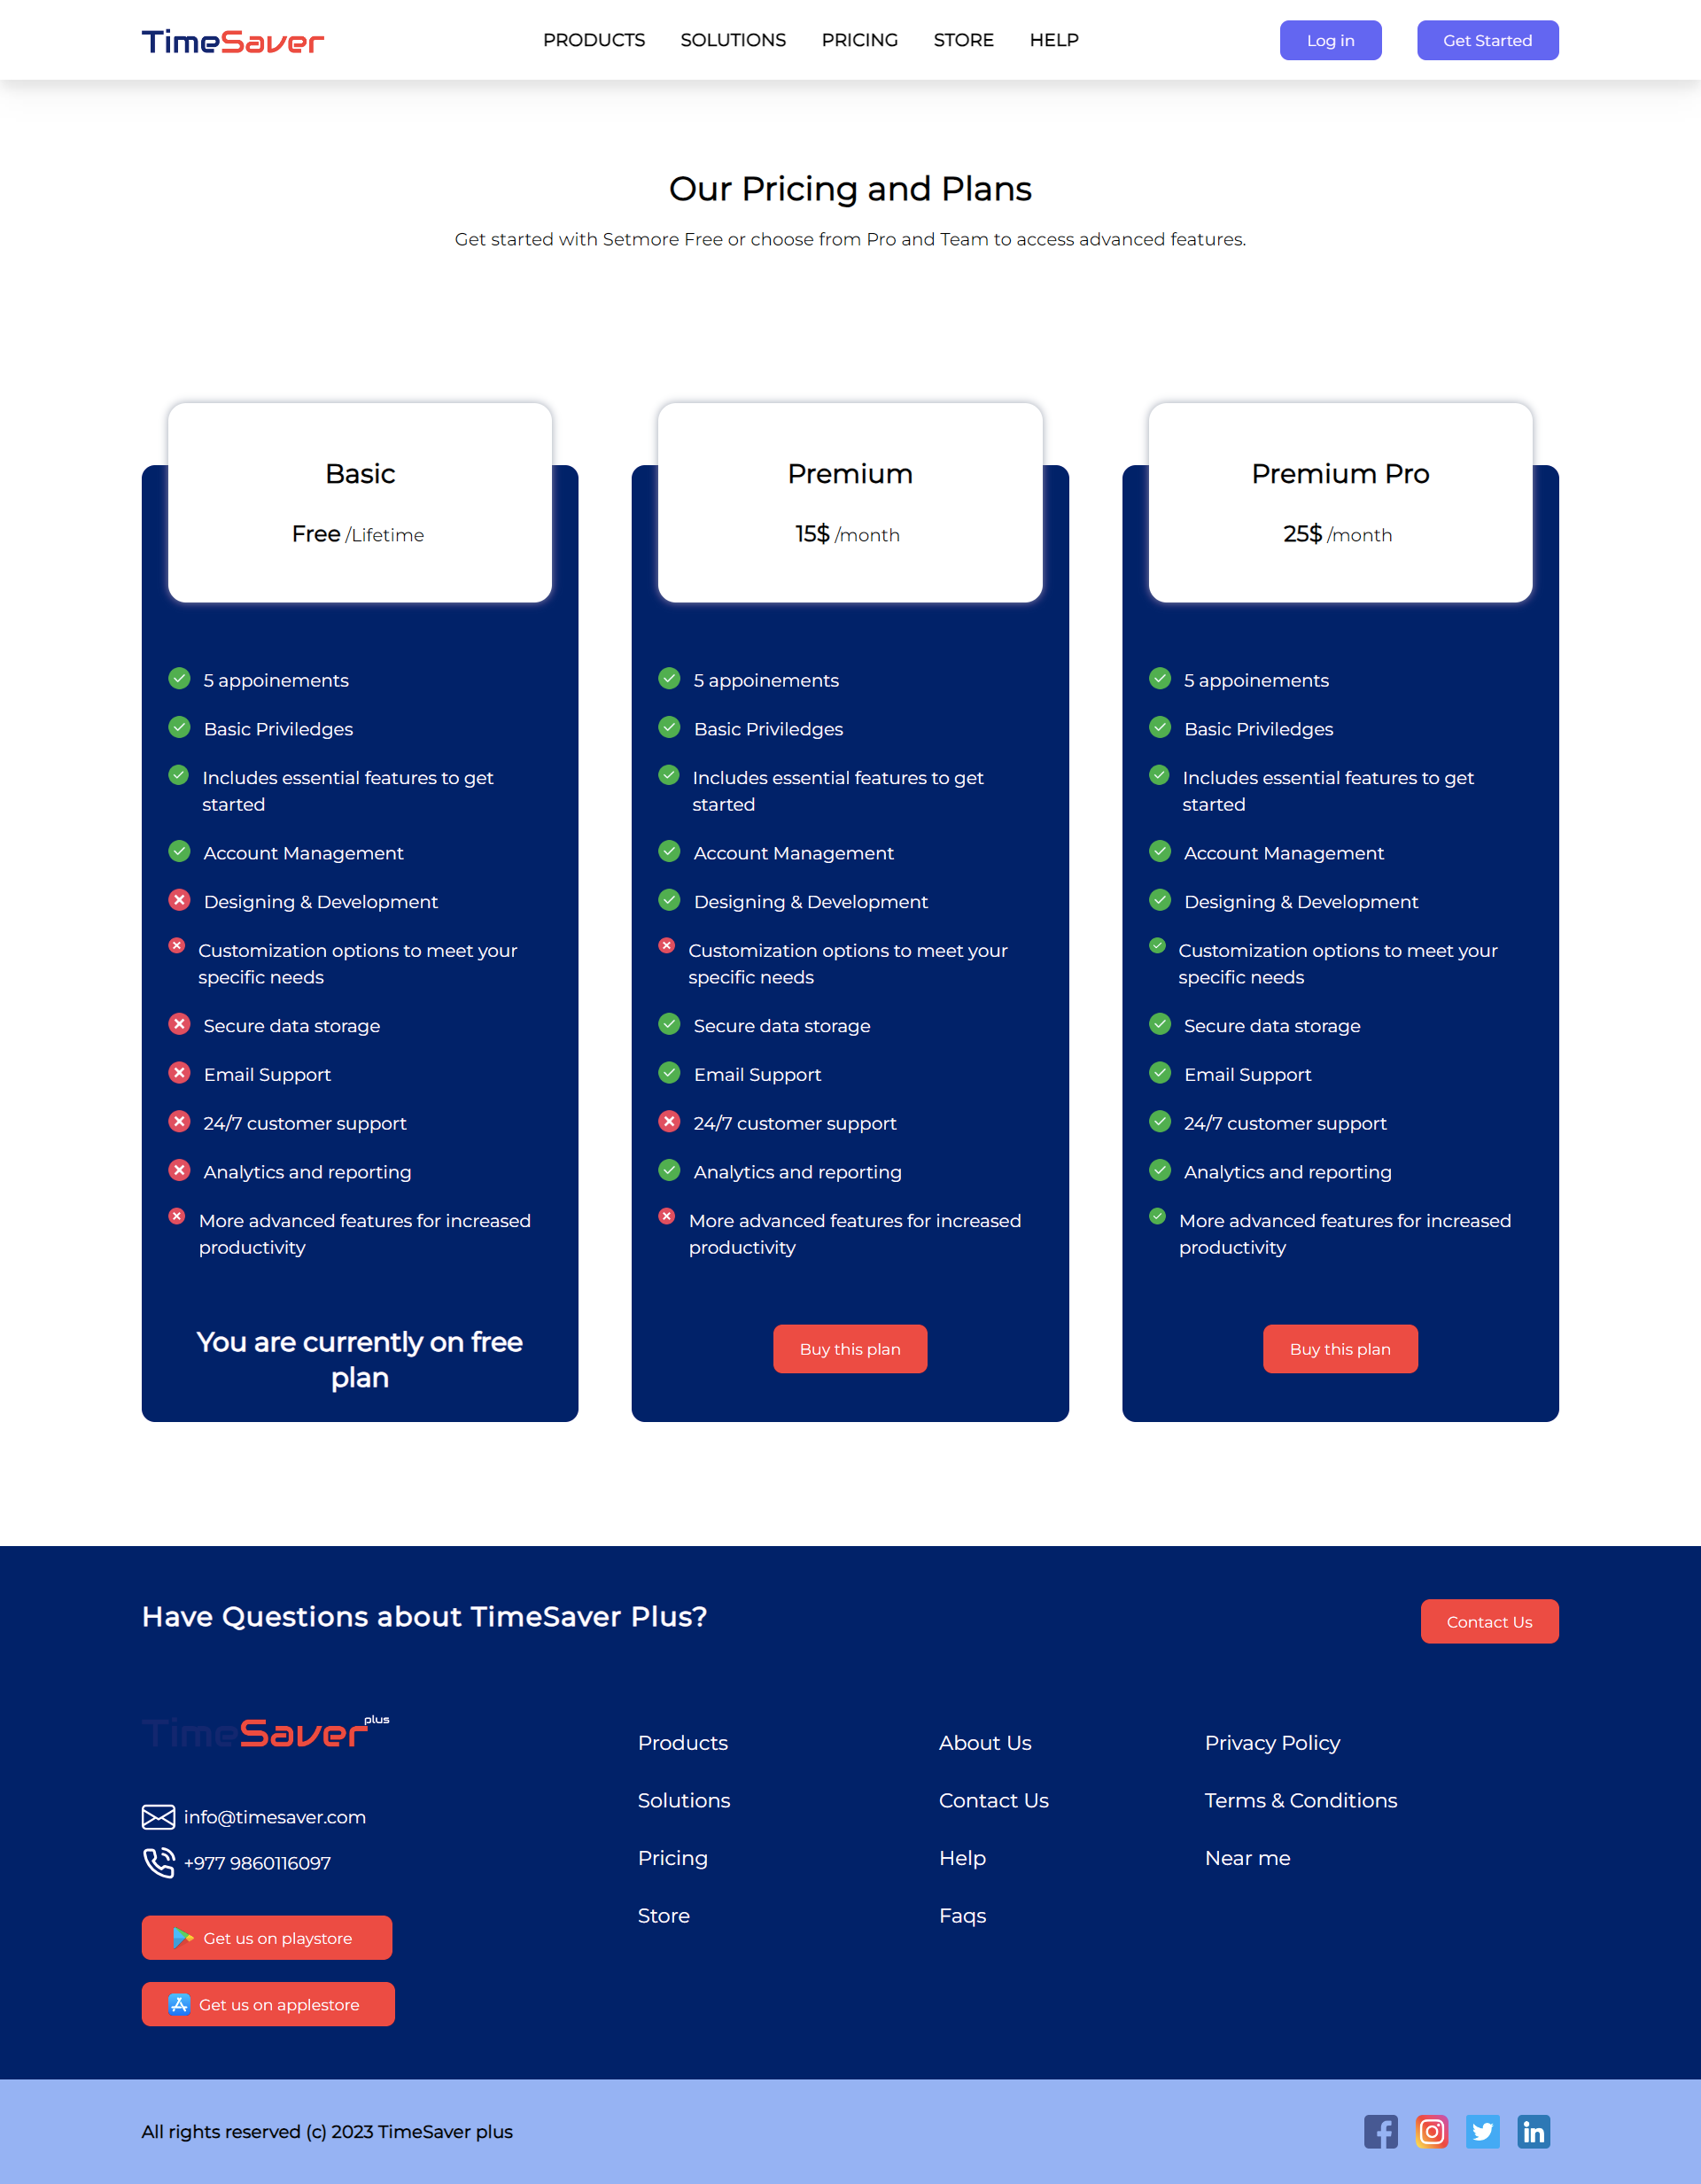 TimeSaver
PRODUCTS SOLUTIONS PRICING STORE HELP
Log in
Get Started
Our Pricing and Plans
Get started with Setmore Free or choose from Pro and Team to access advanced features.
Basic
Free /Lifetime
5 appoinements
Basic Priviledges
Includes essential features to get
started
Account Management
Designing & Development
Customization options to meet your
specific needs
Secure data storage
Email Support
24/7 customer support
Analytics and reporting
More advanced features for increased
productivity
You are currently on free
plan
Premium
15$ /month
5 appoinements
Basic Priviledges
Includes essential features to get
started
Account Management
Designing & Development
Customization options to meet your
specific needs
Secure data storage
Email Support
24/7 customer support
Analytics and reporting
More advanced features for increased
productivity
Buy this plan
Premium Pro
25$ /month
5 appoinements
Basic Priviledges
Includes essential features to get
started
Account Management
Designing & Development
Customization options to meet your
specific needs
Secure data storage
Email Support
24/7 customer support
Analytics and reporting
More advanced features for increased
productivity
Buy this plan
Have Questions about TimeSaver Plus?
Contact Us
TimeSaver plus
info@timesaver.com
+977 9860116097
Get us on playstore
Get us on applestore
Products
Solutions
Pricing
Store
About Us
Contact Us
Help
Faqs
Privacy Policy
Terms & Conditions
Near me
All rights reserved (c) 2023 TimeSaver plus